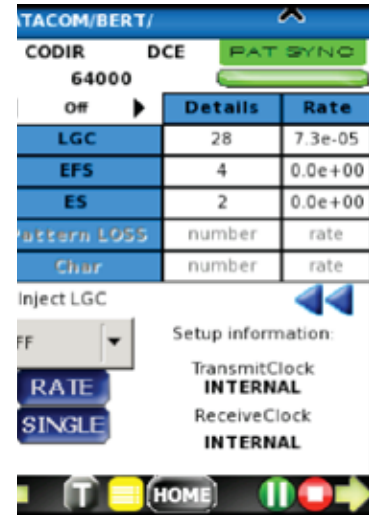 TACOM/BERT/
CODIR DCE PAT SYNC
64000
Off Details Rate
LGC 28 7.3e-05
EFS 4 0.0e+00
ES 2 0.0e+00
attern LOSS number rate
Char number rate
Inject LGC
FF Setup information:
TransmitClock
RATE INTERNAL
ReceiveClock
SINGLE INTERNAL
T HOME